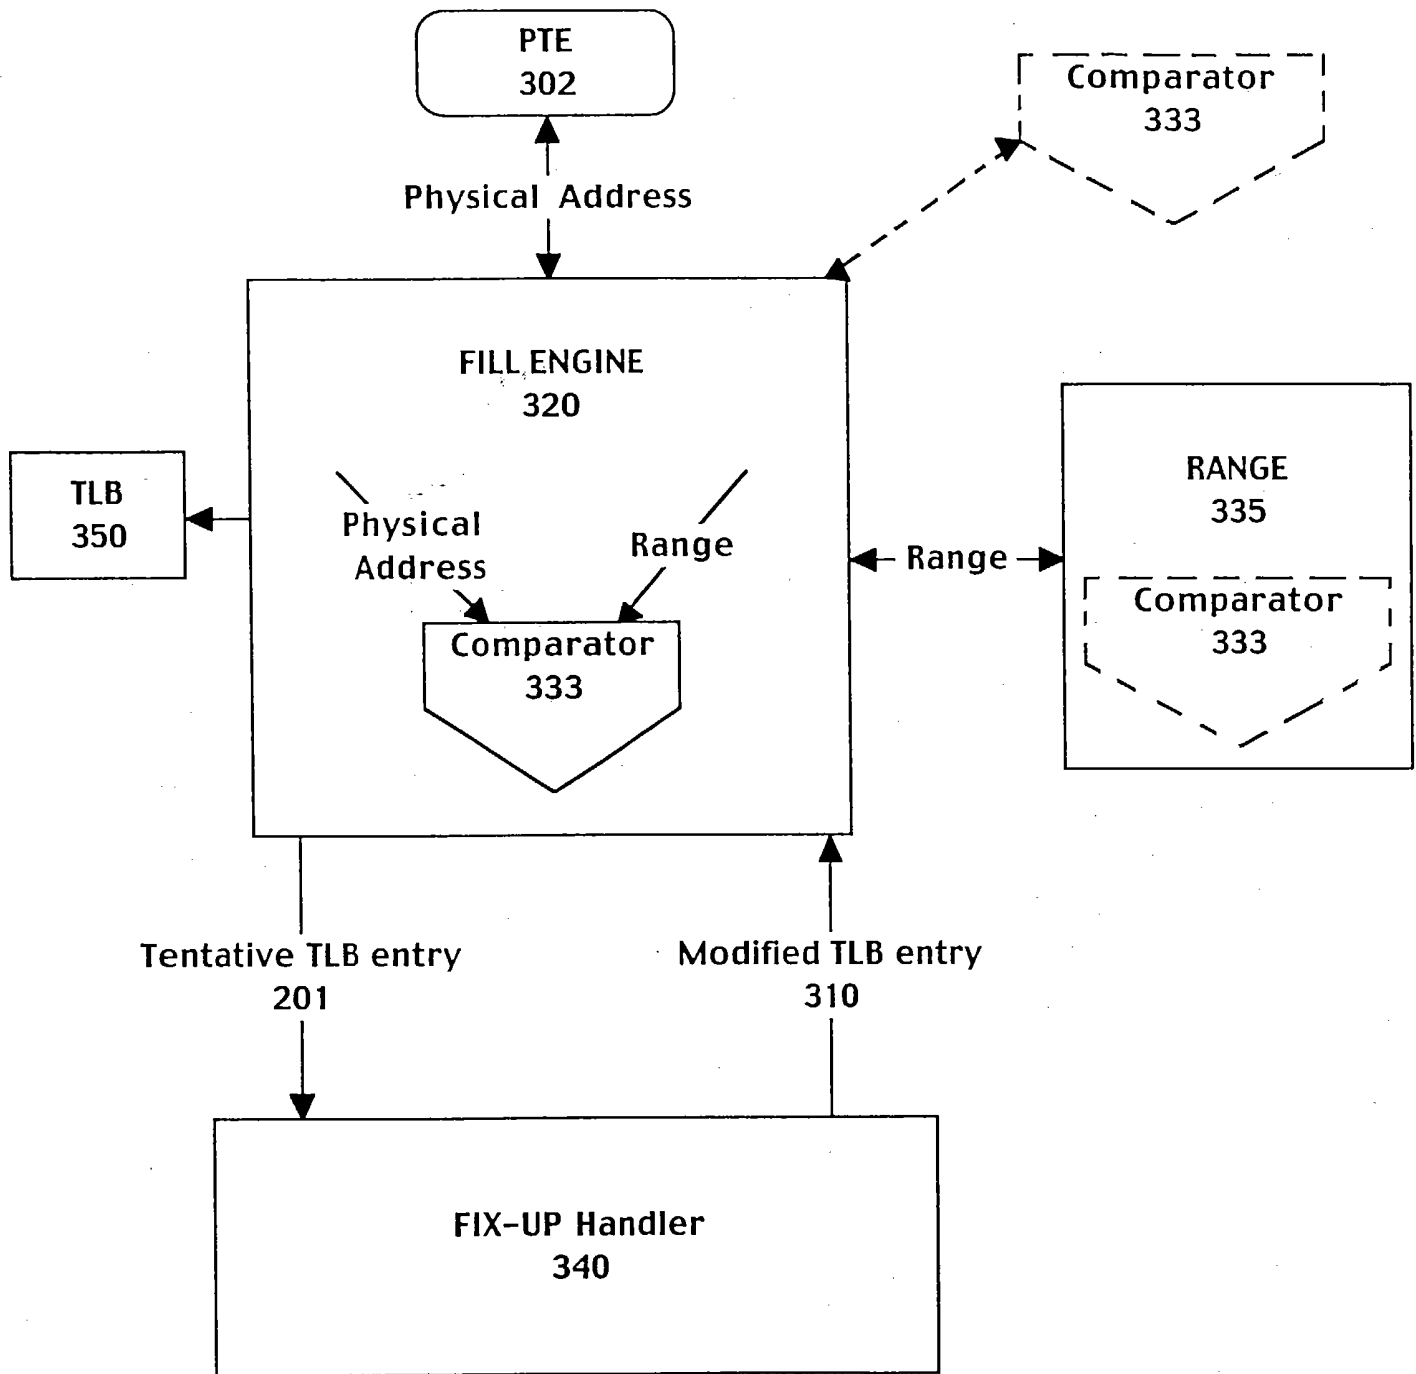 PTE
302
Comparator
333
Physical Address
FILL ENGINE
320
TLB
350
Physical
Address
Range
Comparator
333
Range
RANGE
335
Comparator
333
Tentative TLB entry
201
Modified TLB entry
310
FIX-UP Handler
340